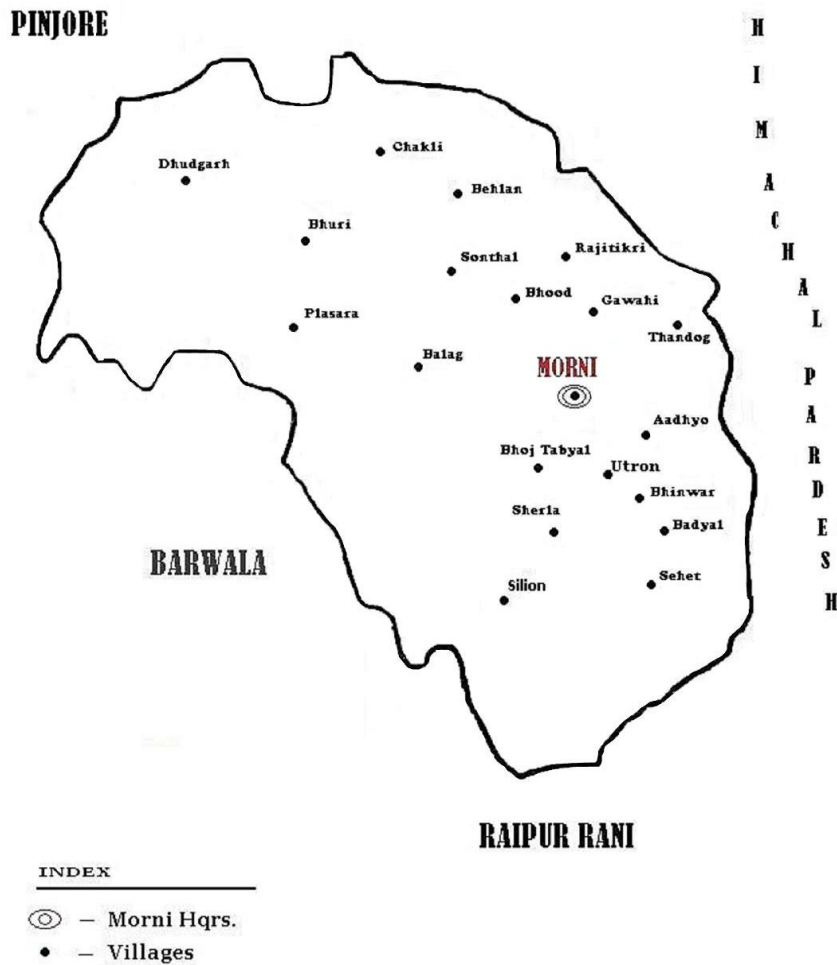 PINJORE
HIMACHAL PARDESH
Chakli
Dhudgarh
Behlan
Bhuri
Rajitikri
Sonthal
Bhood
Gawahi
Plasara
Thandog
Balag
MORNI
Aadhyo
Bhoj Tabyal
Utron
Bhinwar
Sherla
Badyal
BARWALA
Silion
Sehet
RAIPUR RANI
INDEX
– Morni Hqrs.
– Villages